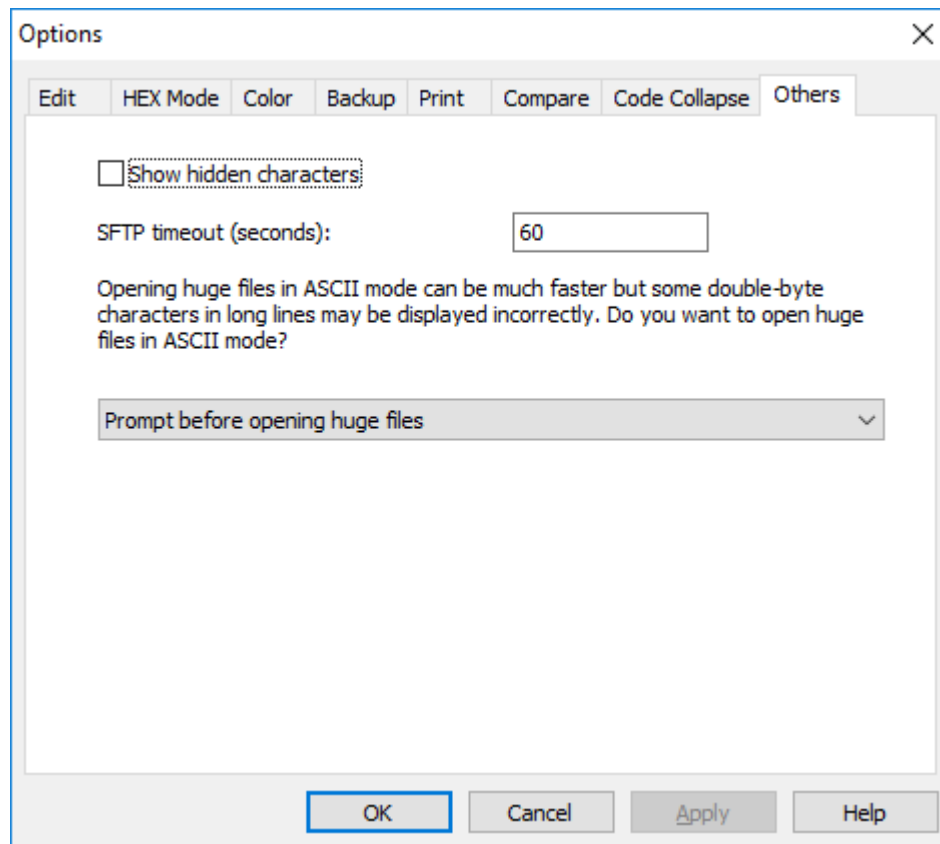 Options
Edit HEX Mode Color Backup Print Compare Code Collapse Others
Show hidden characters
SFTP timeout (seconds): 60
Opening huge files in ASCII mode can be much faster but some double-byte
characters in long lines may be displayed incorrectly. Do you want to open huge
files in ASCII mode?
Prompt before opening huge files
OK Cancel Apply Help